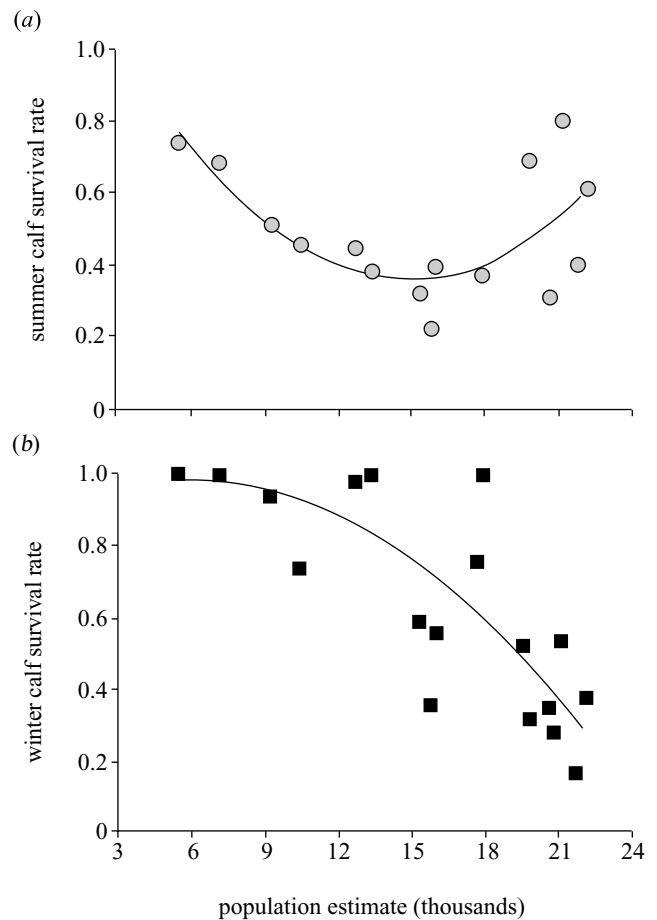 (a)
1.0
0.8
0.6
0.4
0.2
0
summer calf survival rate
(b)
1.0
0.8
0.6
0.4
0.2
0
winter calf survival rate
3 6 9 12 15 18 21 24
population estimate (thousands)